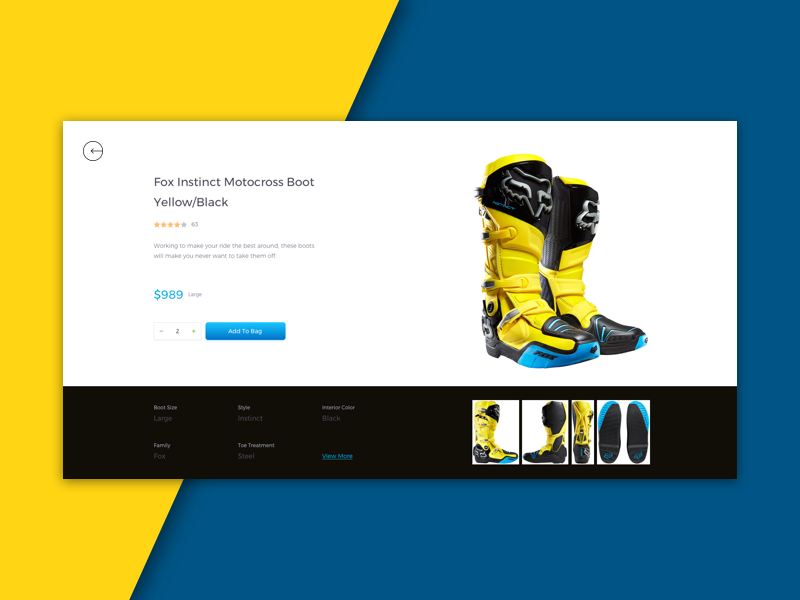 Fox Instinct Motocross Boot
Yellow/Black
63
Working to make your ride the best around, these boots
will make you never want to take them off.
$989 Large
− 2 + Add To Bag
Boot Size Style Interior Color
Large Instinct Black
Family Toe Treatment
Fox Steel View More
INSTINCT
FOX